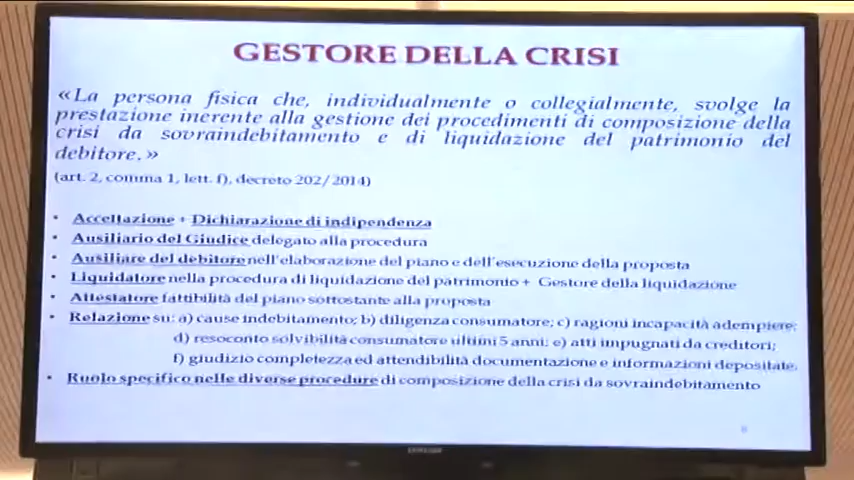 GESTORE DELLA CRISI
«La persona fisica che, individualmente o collegialmente, svolge la
prestazione inerente alla gestione dei procedimenti di composizione della
crisi da sovraindebitamento e di liquidazione del patrimonio del
debitore.»
(art. 2, comma 1, lett. f), decreto 202/2014)
• Accettazione + Dichiarazione di indipendenza
• Ausiliario del Giudice delegato alla procedura
• Ausiliare del debitore nell'elaborazione del piano e dell'esecuzione della proposta
• Liquidatore nella procedura di liquidazione del patrimonio + Gestore della liquidazione
• Attestatore fattibilità del piano sottostante alla proposta
• Relazione su: a) cause indebitamento; b) diligenza consumatore; c) ragioni incapacità adempiere;
d) resoconto solvibilità consumatore ultimi 5 anni; e) atti impugnati da creditori;
f) giudizio completezza ed attendibilità documentazione e informazioni depositate.
• Ruolo specifico nelle diverse procedure di composizione della crisi da sovraindebitamento
SAMSUNG